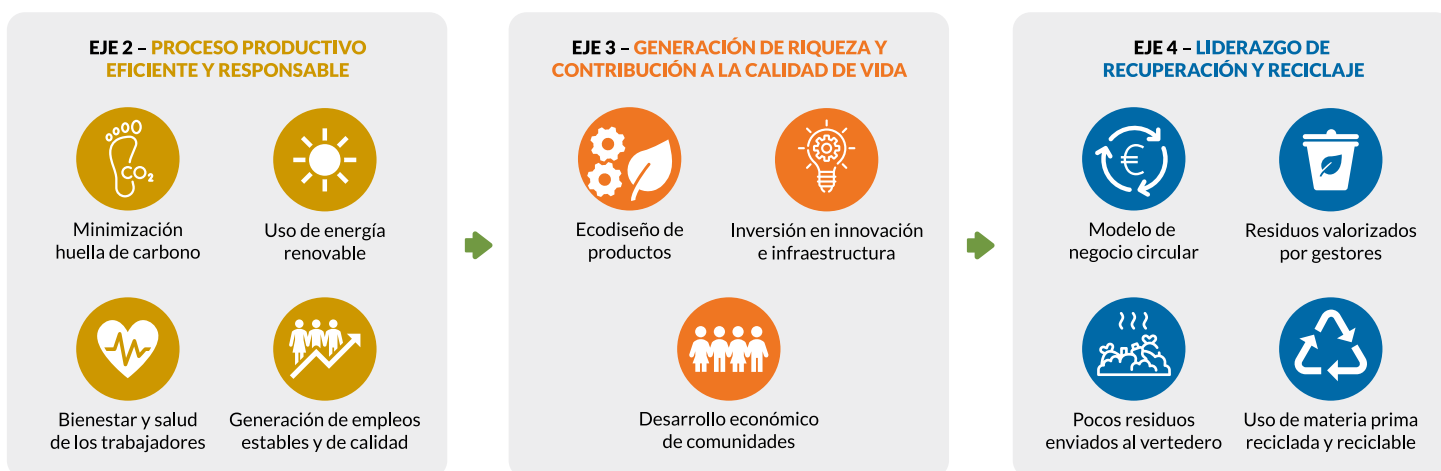 EJE 2 – PROCESO PRODUCTIVO
EFICIENTE Y RESPONSABLE
CO2
Minimización
huella de carbono
Uso de energía
renovable
Bienestar y salud
de los trabajadores
Generación de empleos
estables y de calidad
EJE 3 – GENERACIÓN DE RIQUEZA Y
CONTRIBUCIÓN A LA CALIDAD DE VIDA
Ecodiseño de
productos
Inversión en innovación
e infraestructura
Desarrollo económico
de comunidades
EJE 4 – LIDERAZGO DE
RECUPERACIÓN Y RECICLAJE
€
Modelo de
negocio circular
Residuos valorizados
por gestores
Pocos residuos
enviados al vertedero
Uso de materia prima
reciclada y reciclable